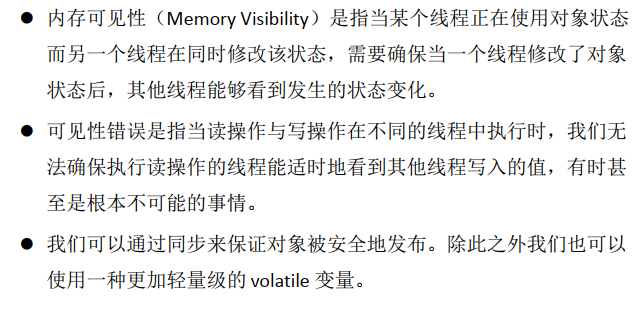 ● 内存可见性（Memory Visibility）是指当某个线程正在使用对象状态
而另一个线程在同时修改该状态，需要确保当一个线程修改了对象
状态后，其他线程能够看到发生的状态变化。
● 可见性错误是指当读操作与写操作在不同的线程中执行时，我们无
法确保执行读操作的线程能适时地看到其他线程写入的值，有时甚
至是根本不可能的事情。
● 我们可以通过同步来保证对象被安全地发布。除此之外我们也可以
使用一种更加轻量级的 volatile 变量。